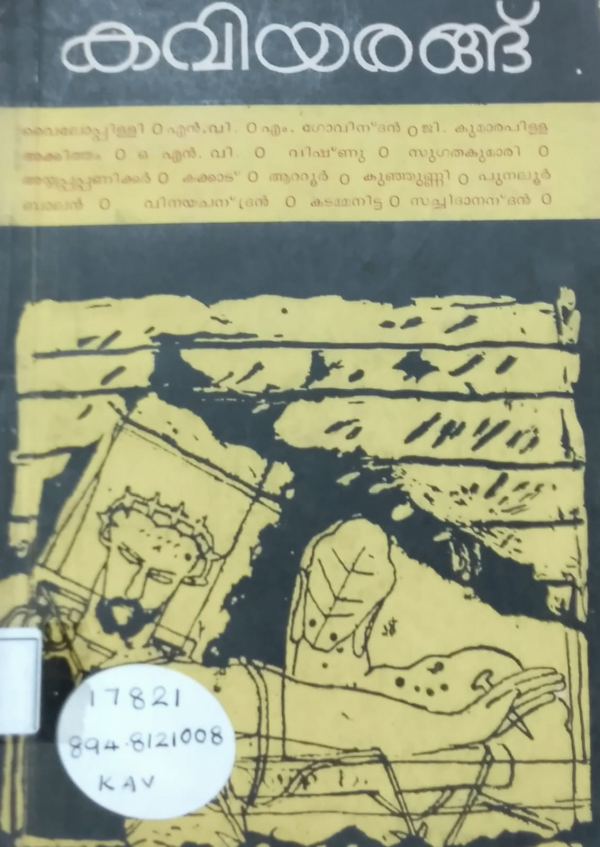 കവിയരങ്ങ്
വൈലോപ്പിള്ളി O എൻ.വി. O എം. ഗോവിന്ദൻ O ജി. കുമാരപിള്ള
അക്കിത്തം O ഒ എൻ. വി. O വിഷ്ണു O സുഗതകുമാരി O
അയ്യപ്പപ്പണിക്കർ O കക്കാട് O ആറ്റൂർ O കുഞ്ഞുണ്ണി O പുനലൂർ
ബാലൻ O വിനയചന്ദ്രൻ O കടമ്മനിട്ട O സച്ചിദാനന്ദൻ O
17821
894.8121008
KAV